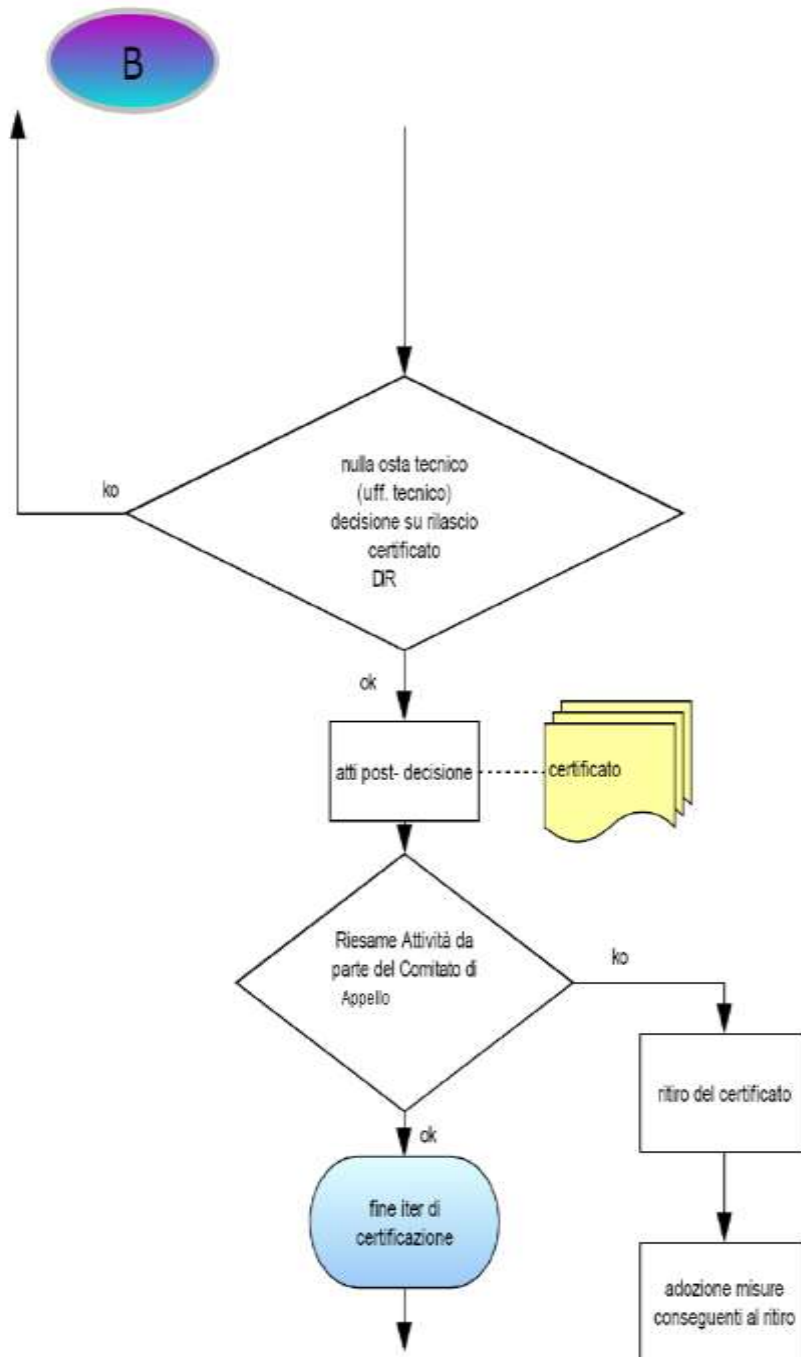 B
ko
nulla osta tecnico
(uff. tecnico)
decisione su rilascio
certificato
DIR
ok
atti post- decisione
certificato
Riesame Attività da
parte del Comitato di
Appello
ko
ritiro del certificato
ok
fine iter di
certificazione
adozione misure
conseguenti al ritiro